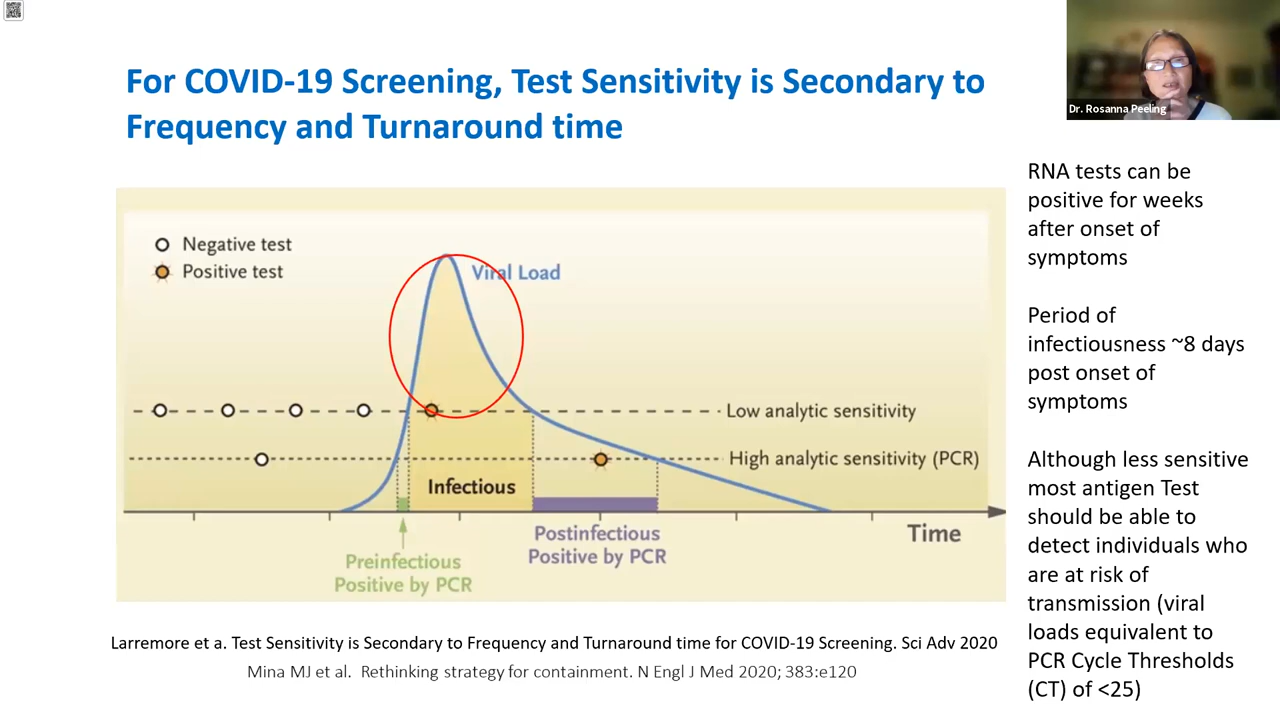 For COVID-19 Screening, Test Sensitivity is Secondary to
Frequency and Turnaround time
Dr. Rosanna Peeling
Negative test
Positive test
Viral Load
Low analytic sensitivity
High analytic sensitivity (PCR)
Infectious
Time
Preinfectious
Positive by PCR
Postinfectious
Positive by PCR
RNA tests can be
positive for weeks
after onset of
symptoms
Period of
infectiousness ~8 days
post onset of
symptoms
Although less sensitive
most antigen Test
should be able to
detect individuals who
are at risk of
transmission (viral
loads equivalent to
PCR Cycle Thresholds
(CT) of <25)
Larremore et a. Test Sensitivity is Secondary to Frequency and Turnaround time for COVID-19 Screening. Sci Adv 2020
Mina MJ et al. Rethinking strategy for containment. N Engl J Med 2020; 383:e120